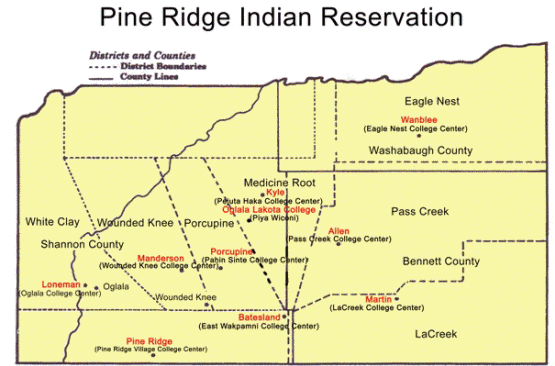 Pine Ridge Indian Reservation
Districts and Counties
District Boundaries
County Lines
Eagle Nest
Wanblee
(Eagle Nest College Center)
Washabaugh County
Medicine Root
Kyle
(Pejuta Haka College Center)
Oglala Lakota College
(Piya Wiconi)
White Clay
Wounded Knee
Porcupine
Pass Creek
Allen
Pass Creek College Center)
Shannon County
Manderson
(Wounded Knee College Center)
Porcupine
(Pahin Sinte College Center)
Bennett County
Loneman
(Oglala College Center)
Oglala
Wounded Knee
Martin
(LaCreek College Center)
Batesland
(East Wakpamni College Center)
LaCreek
Pine Ridge
(Pine Ridge Village College Center)